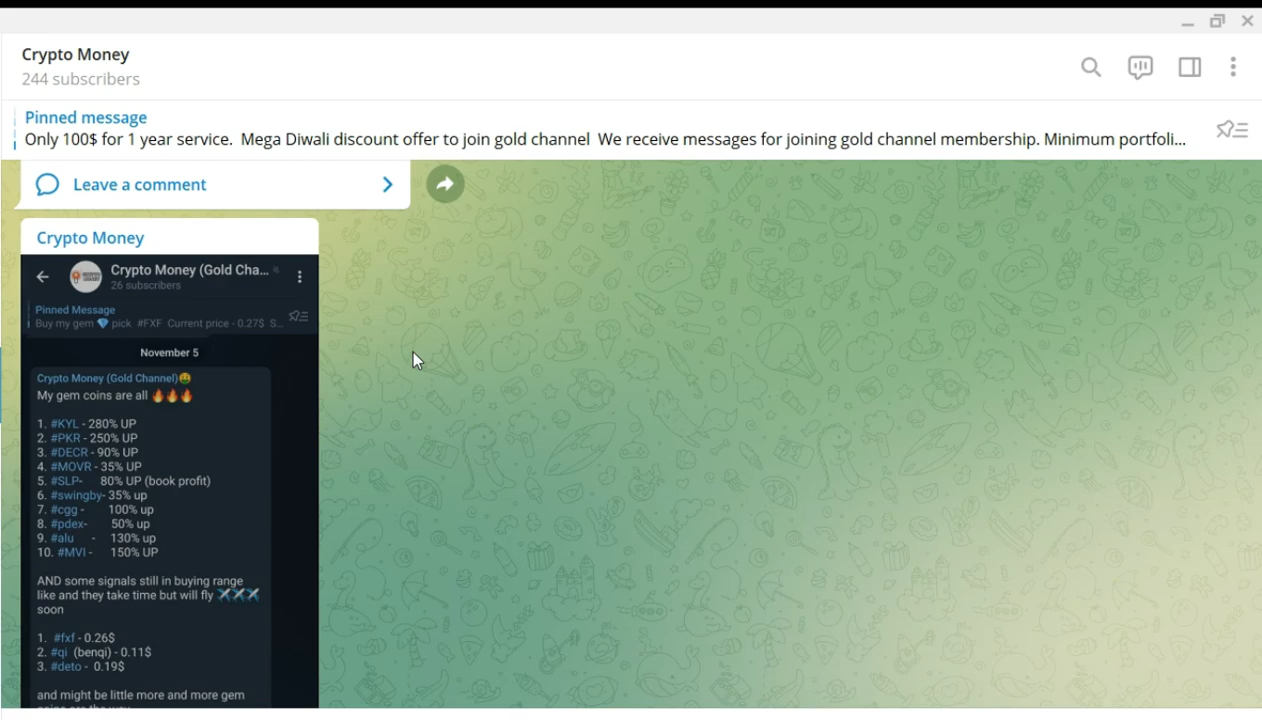 Crypto Money
244 subscribers
Pinned message
Only 100$ for 1 year service. Mega Diwali discount offer to join gold channel We receive messages for joining gold channel membership. Minimum portfoli...
Leave a comment
Crypto Money
Crypto Money (Gold Cha...
26 subscribers
Pinned Message
Buy my gem 💎 pick #FXF Current price - 0.27$ S...
November 5
Crypto Money (Gold Channel)🤑
My gem coins are all 🔥🔥🔥
1. #KYL - 280% UP
2. #PKR - 250% UP
3. #DECR - 90% UP
4. #MOVR - 35% UP
5. #SLP- 80% UP (book profit)
6. #swingby- 35% up
7. #cgg - 100% up
8. #pdex- 50% up
9. #alu - 130% up
10. #MVI - 150% UP
AND some signals still in buying range
like and they take time but will fly ✈️✈️✈️
soon
1. #fxf - 0.26$
2. #qi (benqi) - 0.11$
3. #deto - 0.19$
and might be little more and more gem